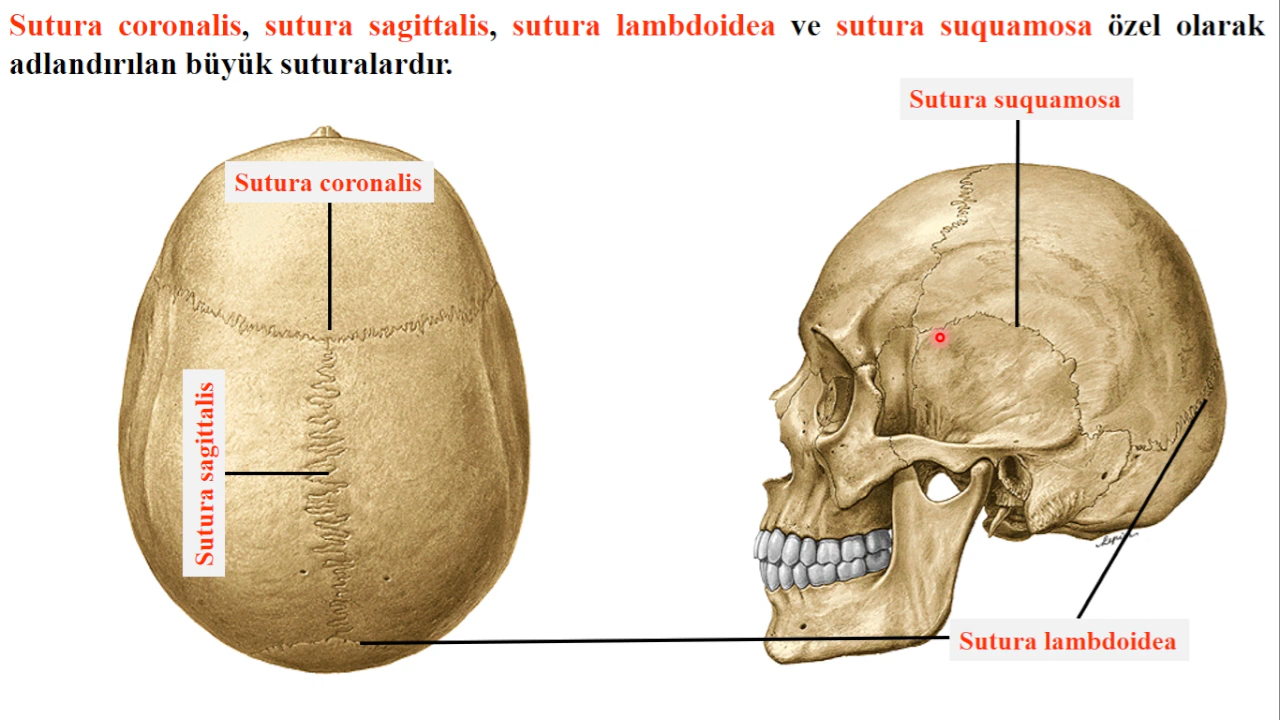 Sutura coronalis, sutura sagittalis, sutura lambdoidea ve sutura suquamosa özel olarak
adlandırılan büyük suturalardır.
Sutura suquamosa
Sutura coronalis
Sutura sagittalis
Sutura lambdoidea